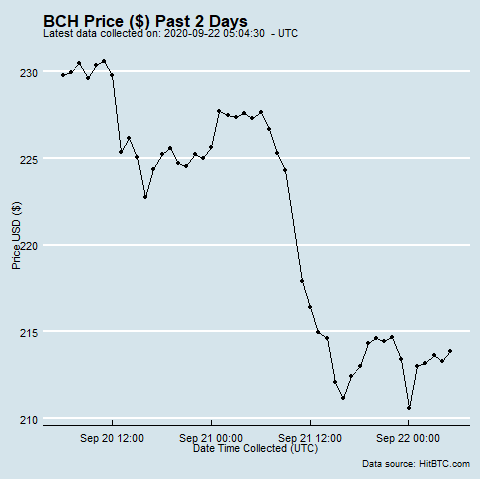 BCH Price ($) Past 2 Days
Latest data collected on: 2020-09-22 05:04:30 - UTC
230
225
220
215
210
Price USD ($)
Sep 20 12:00 Sep 21 00:00 Sep 21 12:00 Sep 22 00:00
Date Time Collected (UTC)
Data source: HitBTC.com